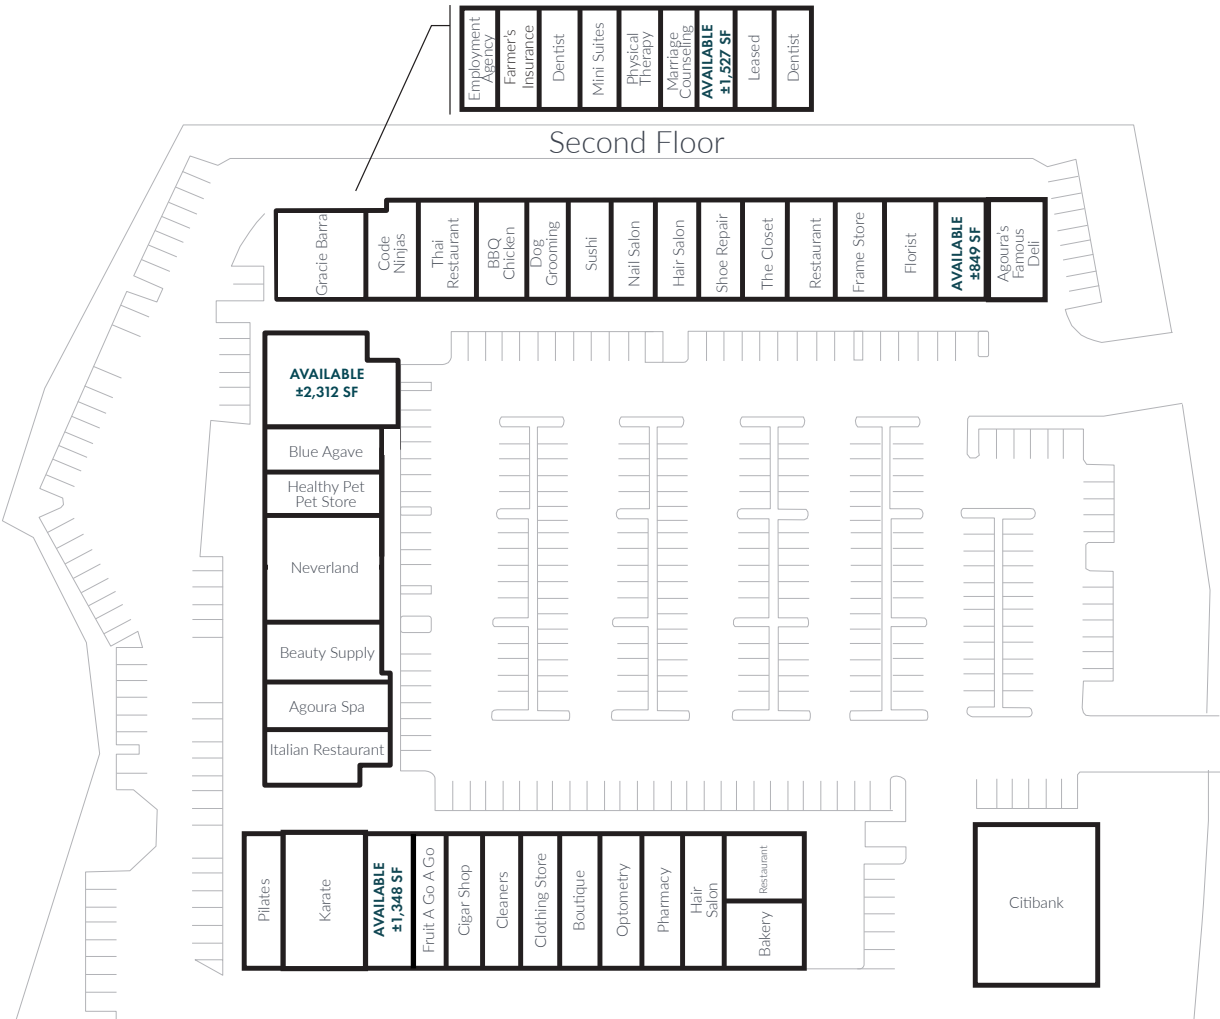 Employment
Agency
Farmer's
Insurance
Dentist
Mini Suites
Physical
Therapy
Marriage
Counseling
AVAILABLE
±1,527 SF
Leased
Dentist
Second Floor
Gracie Barra
Code
Ninjas
Thai
Restaurant
BBQ
Chicken
Dog
Grooming
Sushi
Nail Salon
Hair Salon
Shoe Repair
The Closet
Restaurant
Frame Store
Florist
AVAILABLE
±849 SF
Agoura's
Famous
Deli
AVAILABLE
±2,312 SF
Blue Agave
Healthy Pet
Pet Store
Neverland
Beauty Supply
Agoura Spa
Italian Restaurant
Pilates
Karate
AVAILABLE
±1,348 SF
Fruit A Go A Go
Cigar Shop
Cleaners
Clothing Store
Boutique
Optometry
Pharmacy
Hair
Salon
Restaurant
Bakery
Citibank